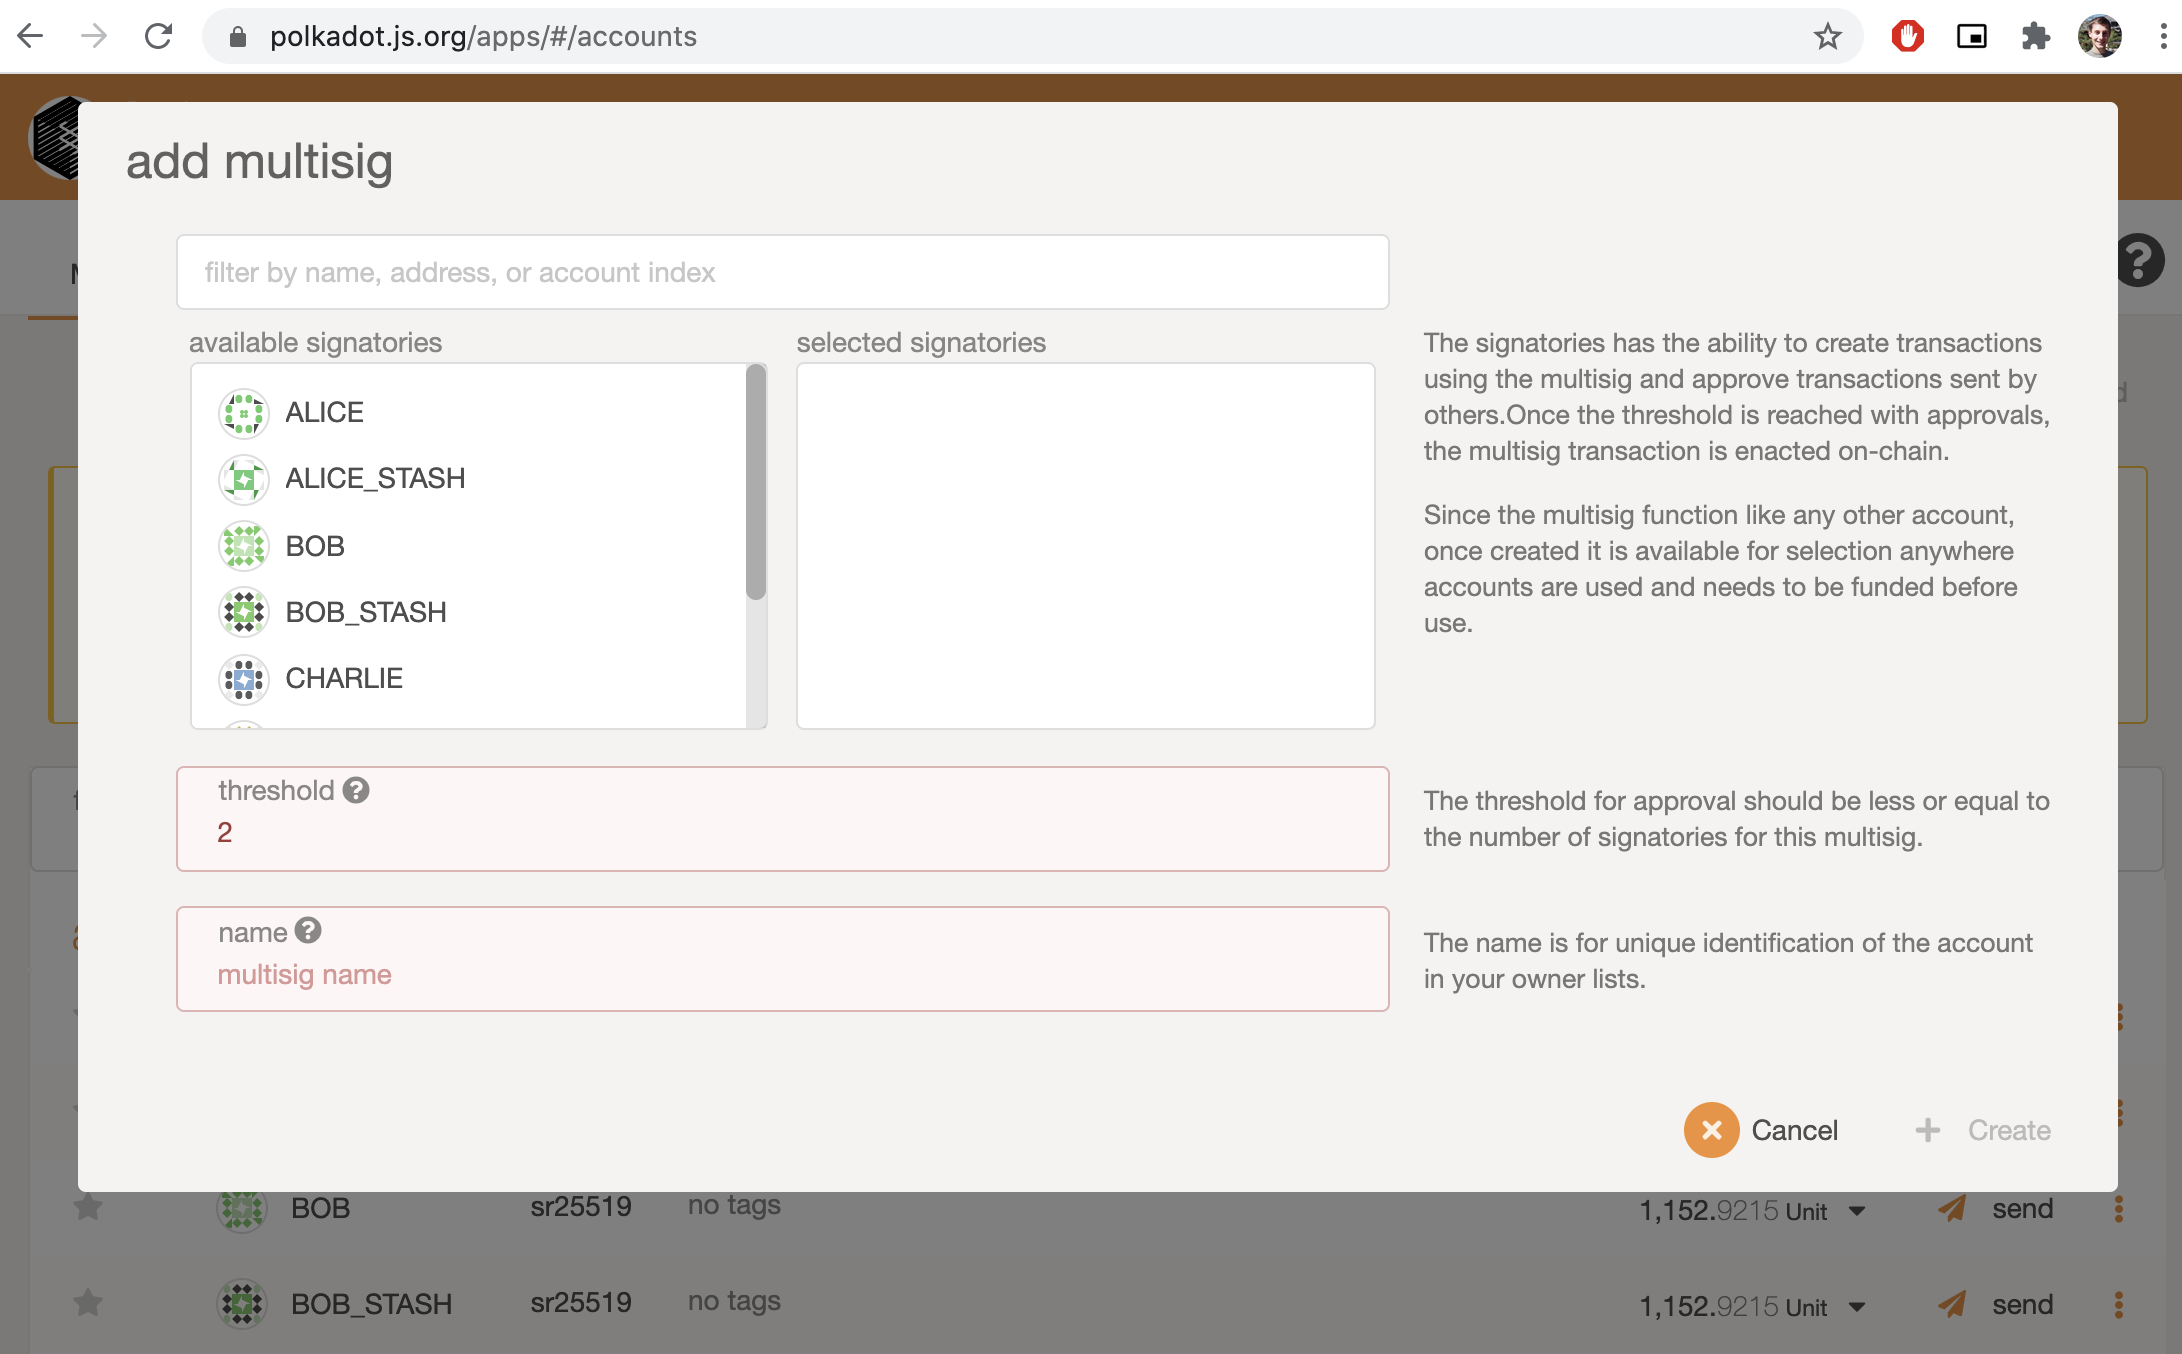 polkadot.js.org/apps/#/accounts
add multisig
filter by name, address, or account index
available signatories
selected signatories
ALICE
ALICE_STASH
BOB
BOB_STASH
CHARLIE
The signatories has the ability to create transactions
using the multisig and approve transactions sent by
others.Once the threshold is reached with approvals,
the multisig transaction is enacted on-chain.
Since the multisig function like any other account,
once created it is available for selection anywhere
accounts are used and needs to be funded before
use.
threshold ?
2
The threshold for approval should be less or equal to
the number of signatories for this multisig.
name ?
multisig name
The name is for unique identification of the account
in your owner lists.
Cancel
+ Create
BOB sr25519 no tags 1,152.9215 Unit send
BOB_STASH sr25519 no tags 1,152.9215 Unit send